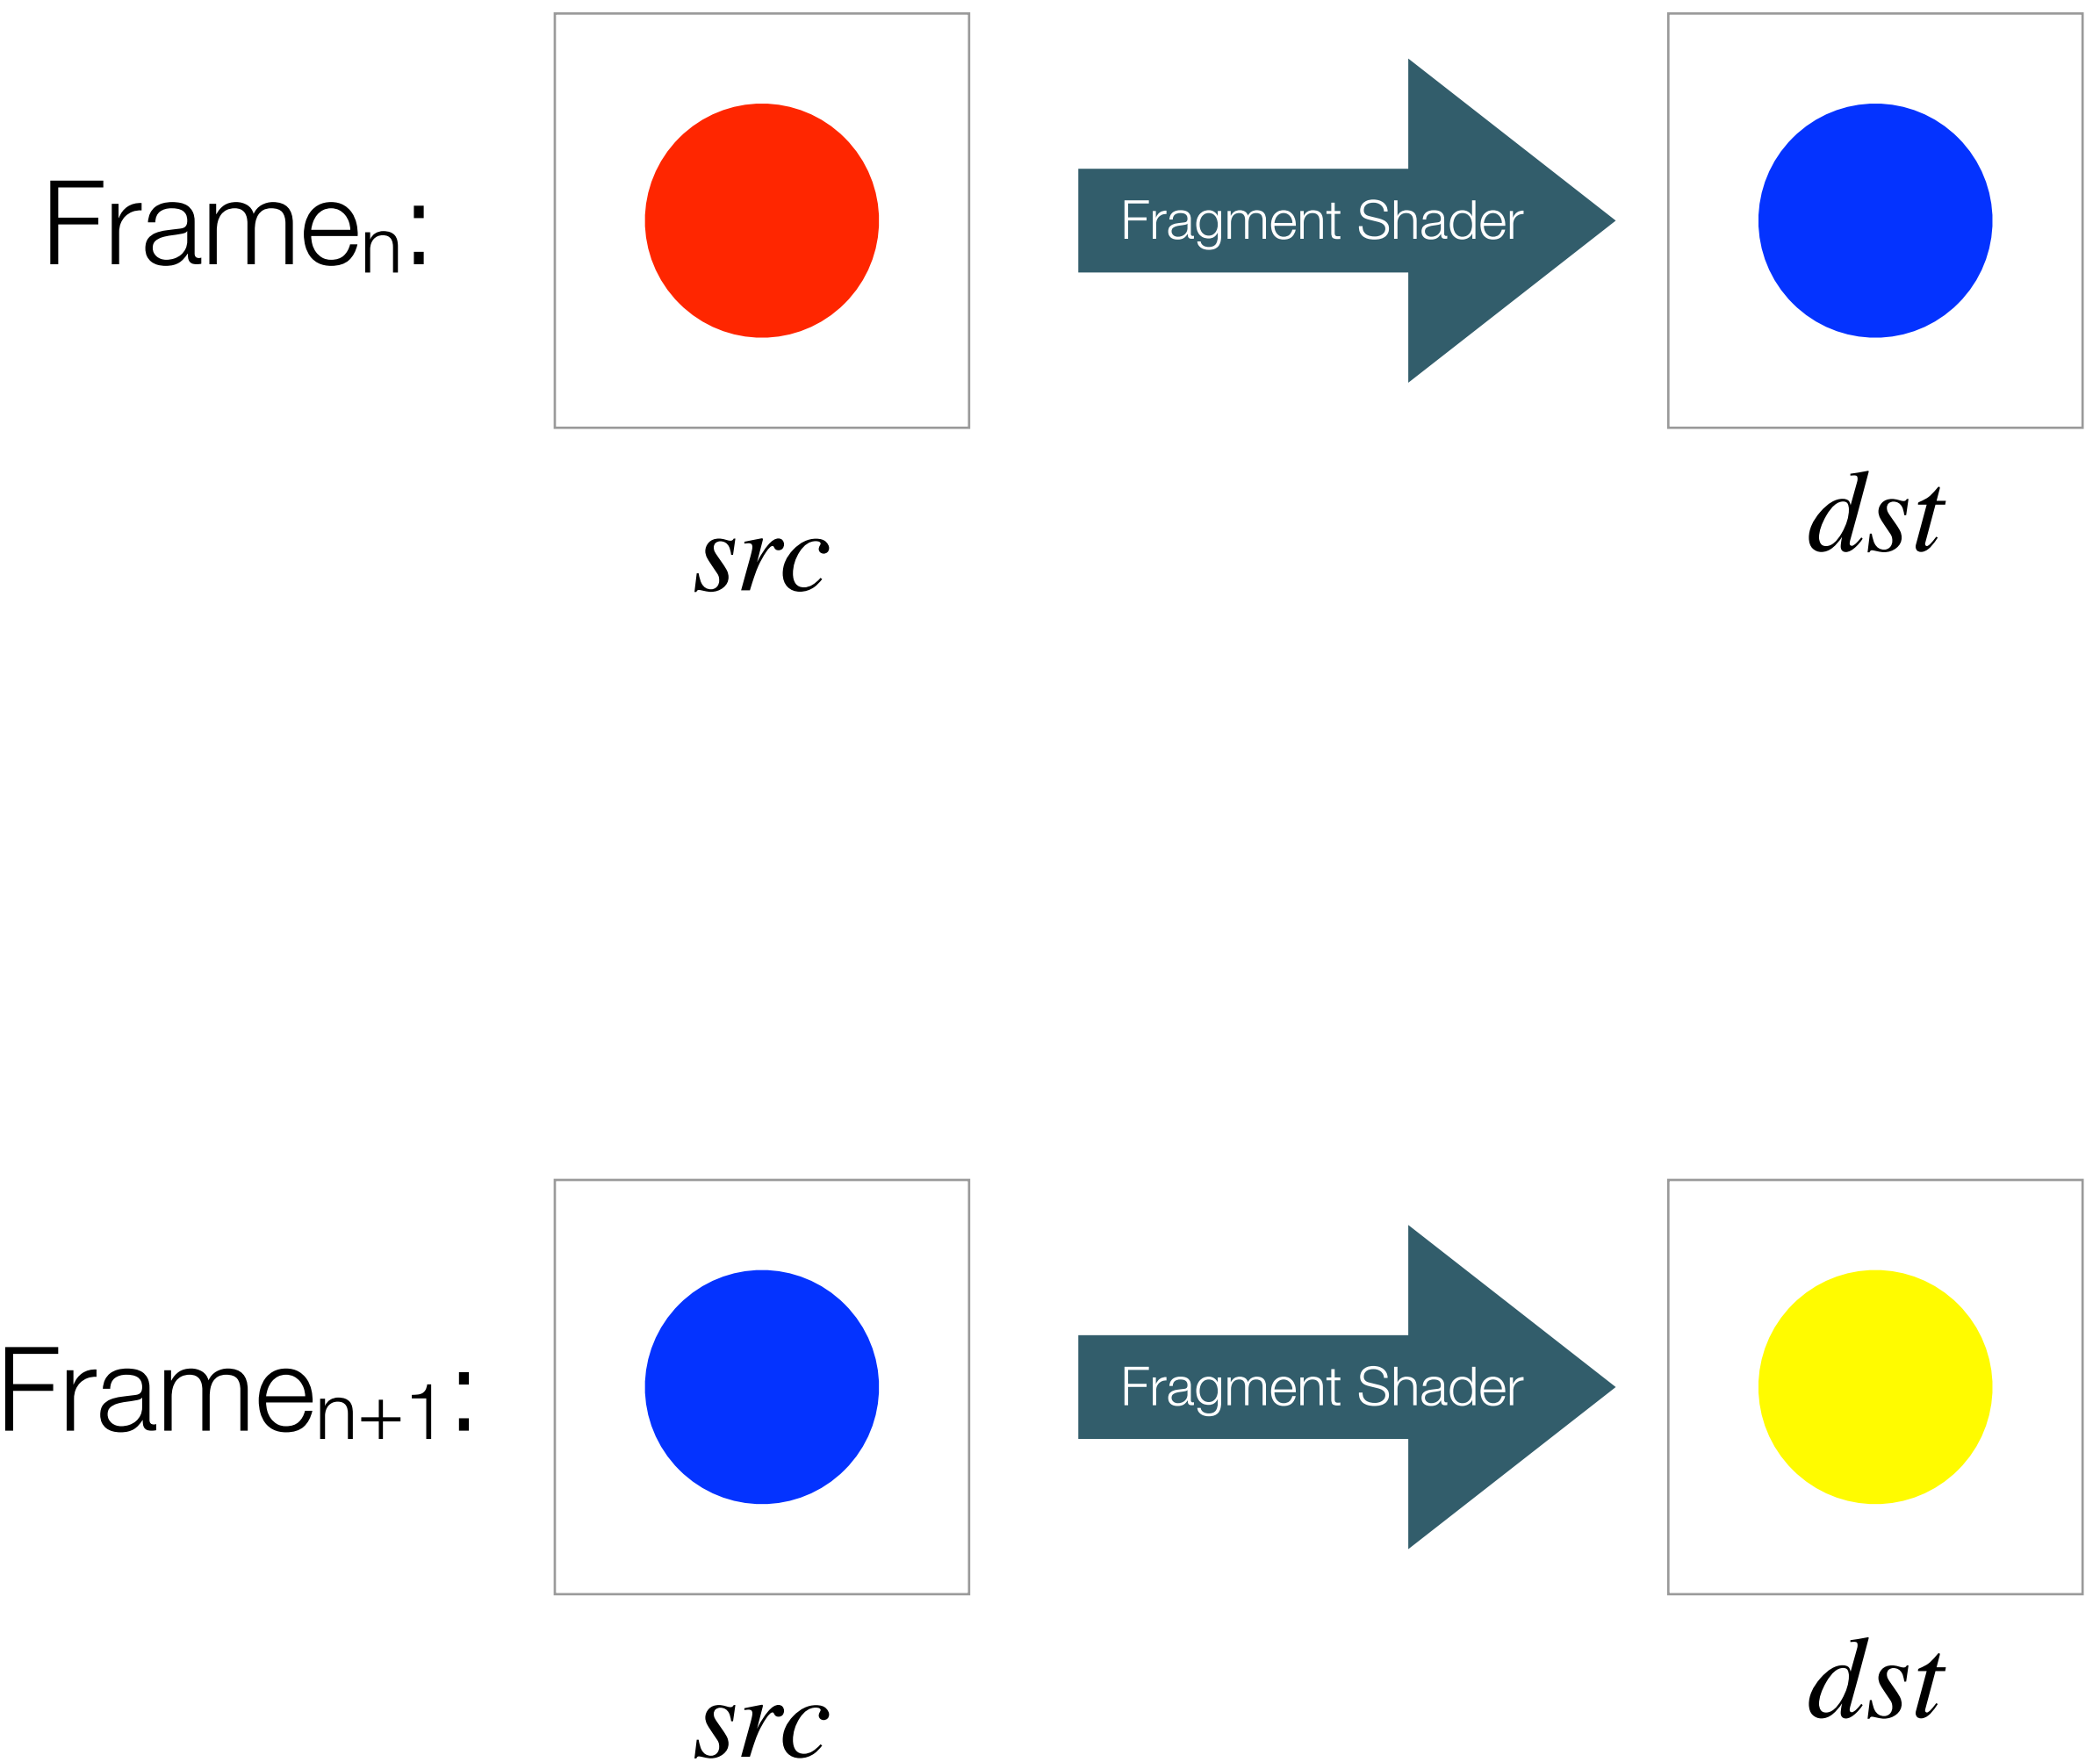 Frameₙ:
Fragment Shader
src
dst
Frameₙ₊₁:
Fragment Shader
src
dst